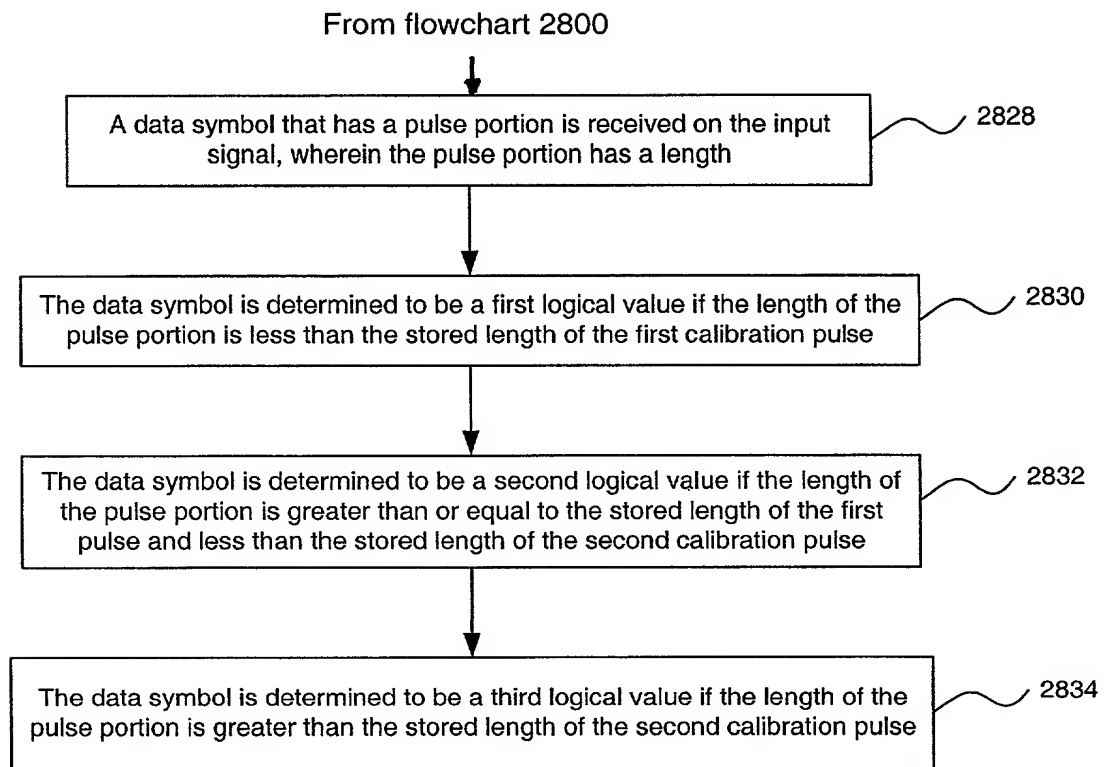 From flowchart 2800
A data symbol that has a pulse portion is received on the input
signal, wherein the pulse portion has a length
2828
The data symbol is determined to be a first logical value if the length of the
pulse portion is less than the stored length of the first calibration pulse
2830
The data symbol is determined to be a second logical value if the length of
the pulse portion is greater than or equal to the stored length of the first
pulse and less than the stored length of the second calibration pulse
2832
The data symbol is determined to be a third logical value if the length of the
pulse portion is greater than the stored length of the second calibration pulse
2834